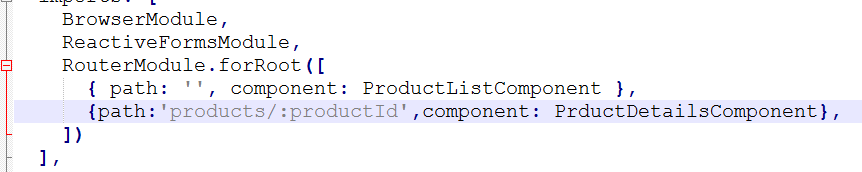 imports: [
BrowserModule,
ReactiveFormsModule,
RouterModule.forRoot([
{ path: '', component: ProductListComponent },
{path:'products/:productId',component: PrductDetailsComponent},
])
],